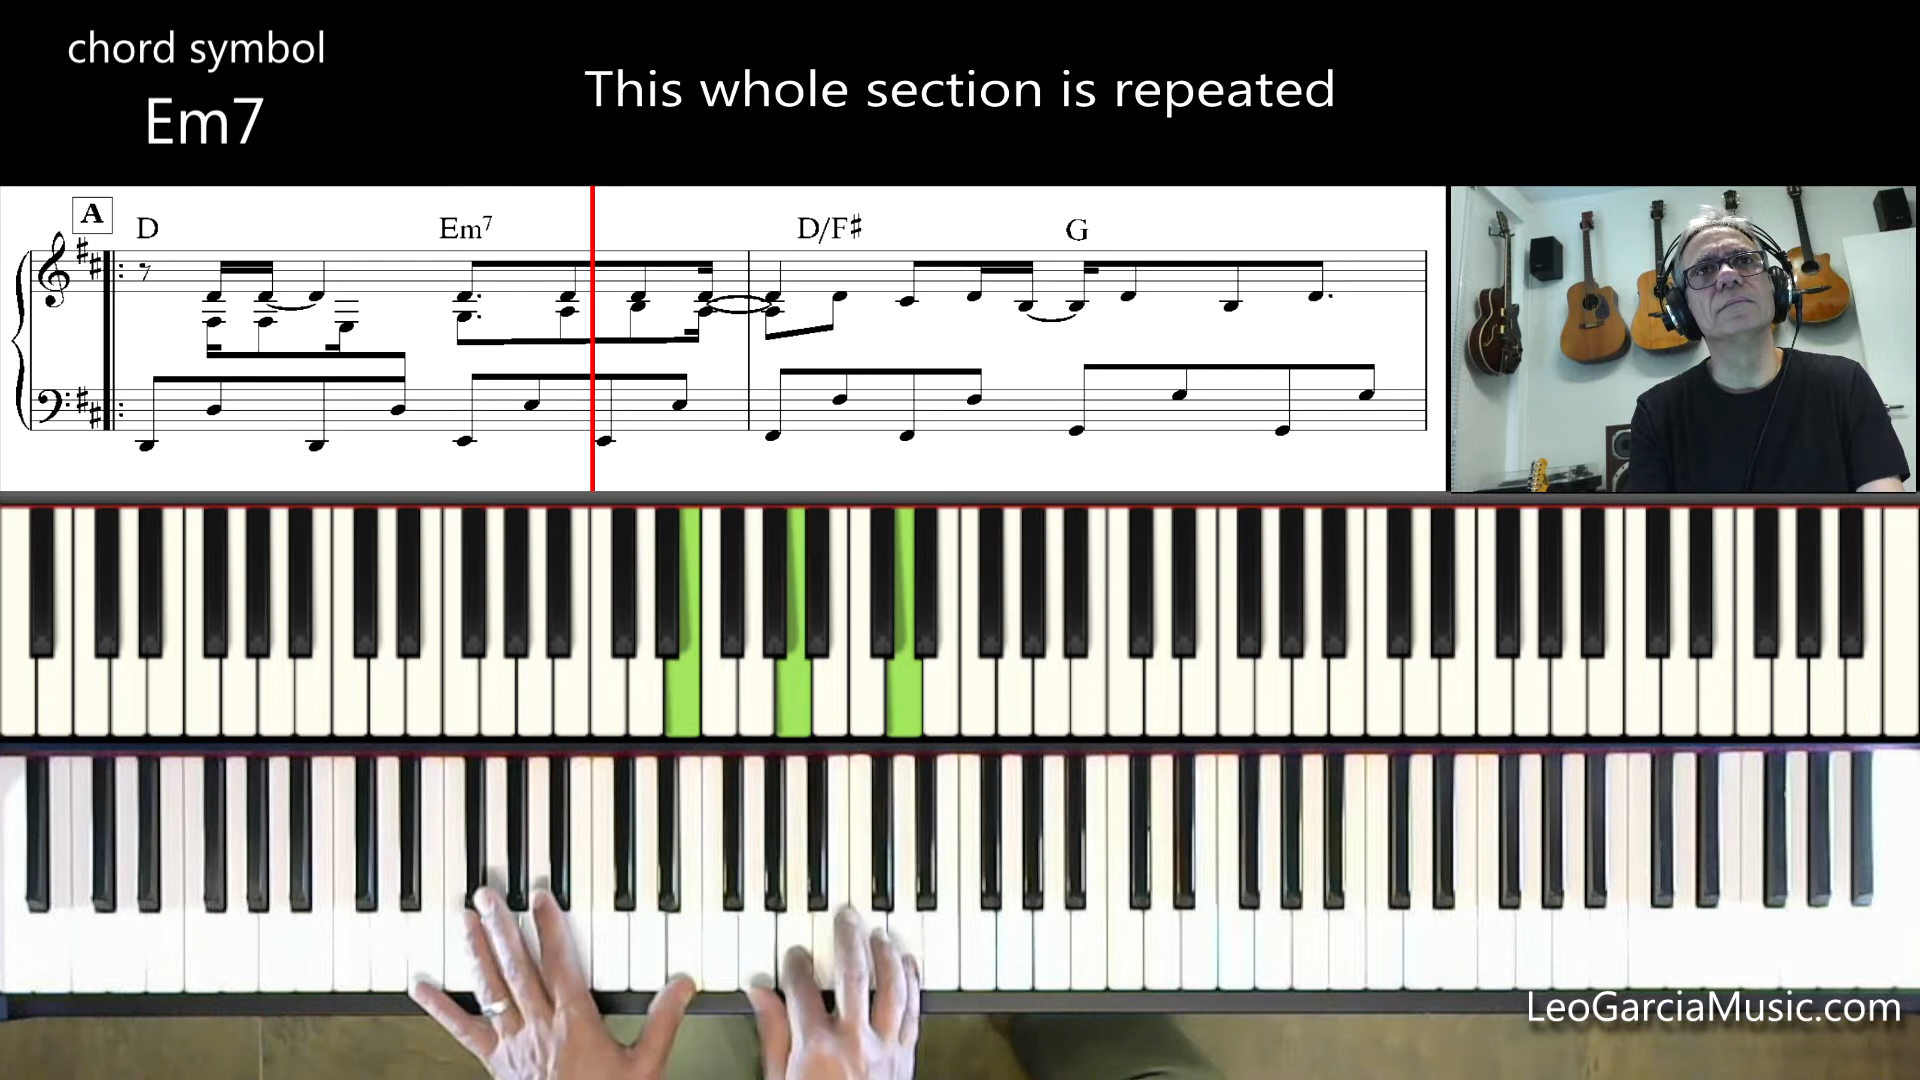 chord symbol
Em7
This whole section is repeated
A
D
Em7
D/F♯
G
LeoGarciaMusic.com